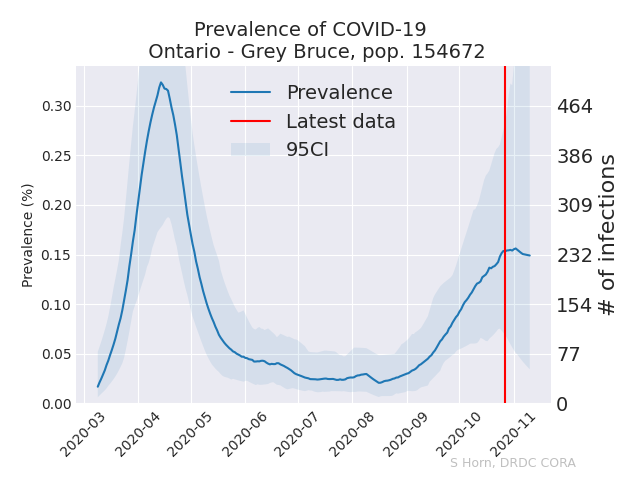 Prevalence of COVID-19
Ontario - Grey Bruce, pop. 154672
Prevalence
Latest data
95CI
Prevalence (%)
0.30
0.25
0.20
0.15
0.10
0.05
0.00
464
386
309
232
154
77
0
# of infections
2020-03
2020-04
2020-05
2020-06
2020-07
2020-08
2020-09
2020-10
2020-11
S Horn, DRDC CORA